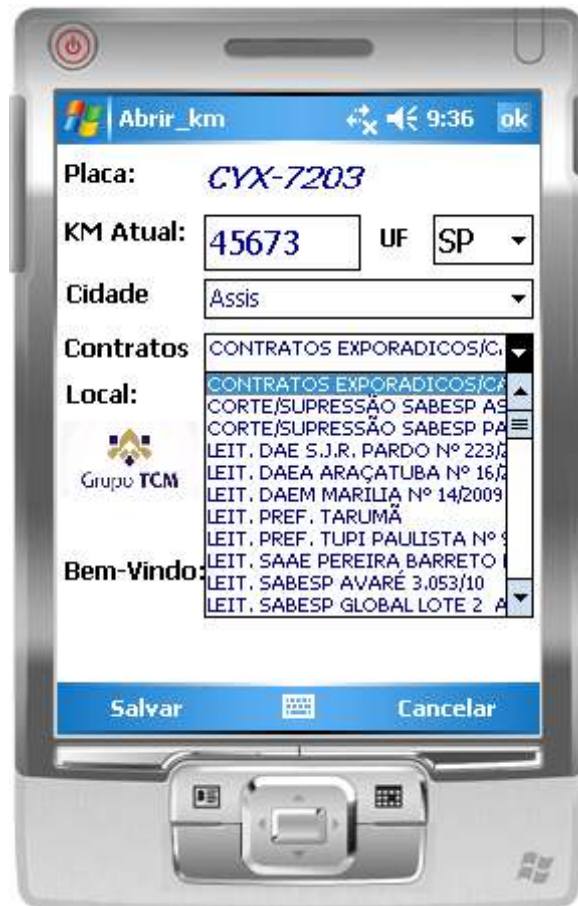 Abrir_km 9:36 ok
Placa: CYX-7203
KM Atual: 45673 UF SP
Cidade Assis
Contratos CONTRATOS EXPORADICOS/
Local:
CONTRATOS EXPORADICOS/CA
CORTE/SUPRESSÃO SABESP AS
CORTE/SUPRESSÃO SABESP PA
LEIT. DAE S.J.R. PARDO Nº 223/
LEIT. DAEA ARAÇATUBA Nº 16/
LEIT. DAEM MARILIA Nº 14/2009
LEIT. PREF. TARUMÃ
LEIT. PREF. TUPI PAULISTA Nº
LEIT. SAAE PEREIRA BARRETO
LEIT. SABESP AVARÉ 3.053/10
LEIT. SABESP GLOBAL LOTE 2 A
Grupo TCM
Bem-Vindo:
Salvar Cancelar